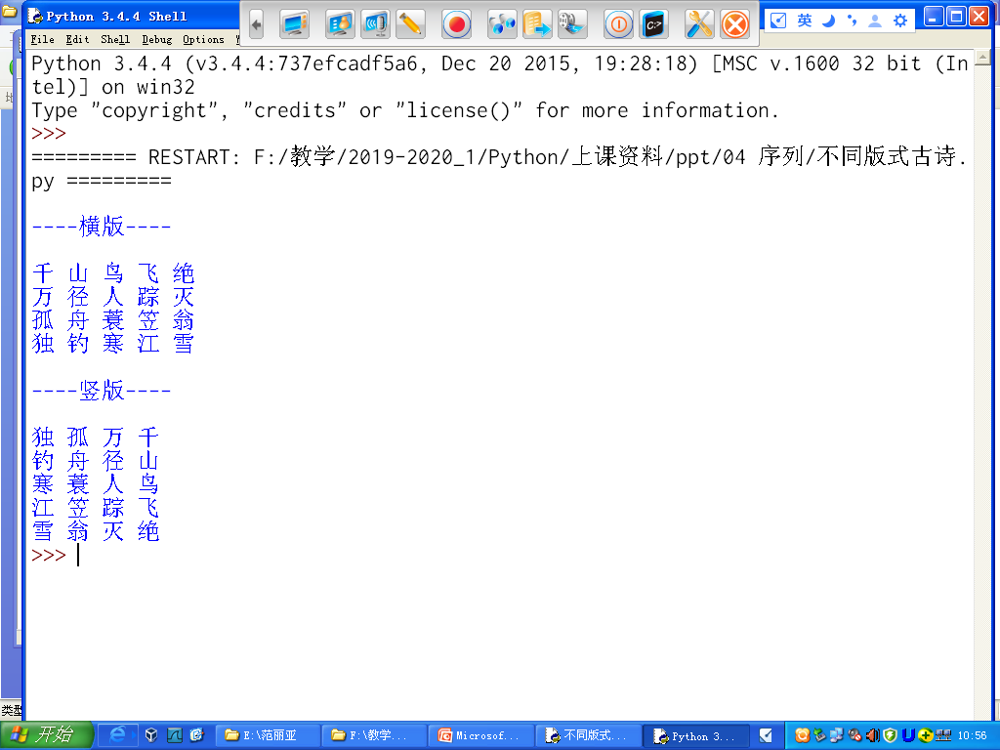 Python 3.4.4 Shell
英
File Edit Shell Debug Options
Python 3.4.4 (v3.4.4:737efcadf5a6, Dec 20 2015, 19:28:18) [MSC v.1600 32 bit (In
tel)] on win32
Type "copyright", "credits" or "license()" for more information.
>>>
========= RESTART: F:/教学/2019-2020_1/Python/上课资料/ppt/04 序列/不同版式古诗.
py =========
----横版----
千 山 鸟 飞 绝
万 径 人 踪 灭
孤 舟 蓑 笠 翁
独 钓 寒 江 雪
----竖版----
独 孤 万 千
钓 舟 径 山
寒 蓑 人 鸟
江 笠 踪 飞
雪 翁 灭 绝
>>>
类型
开始 E:\范丽亚 F:\教学... Microsof... 不同版式... Python 3... 10:56